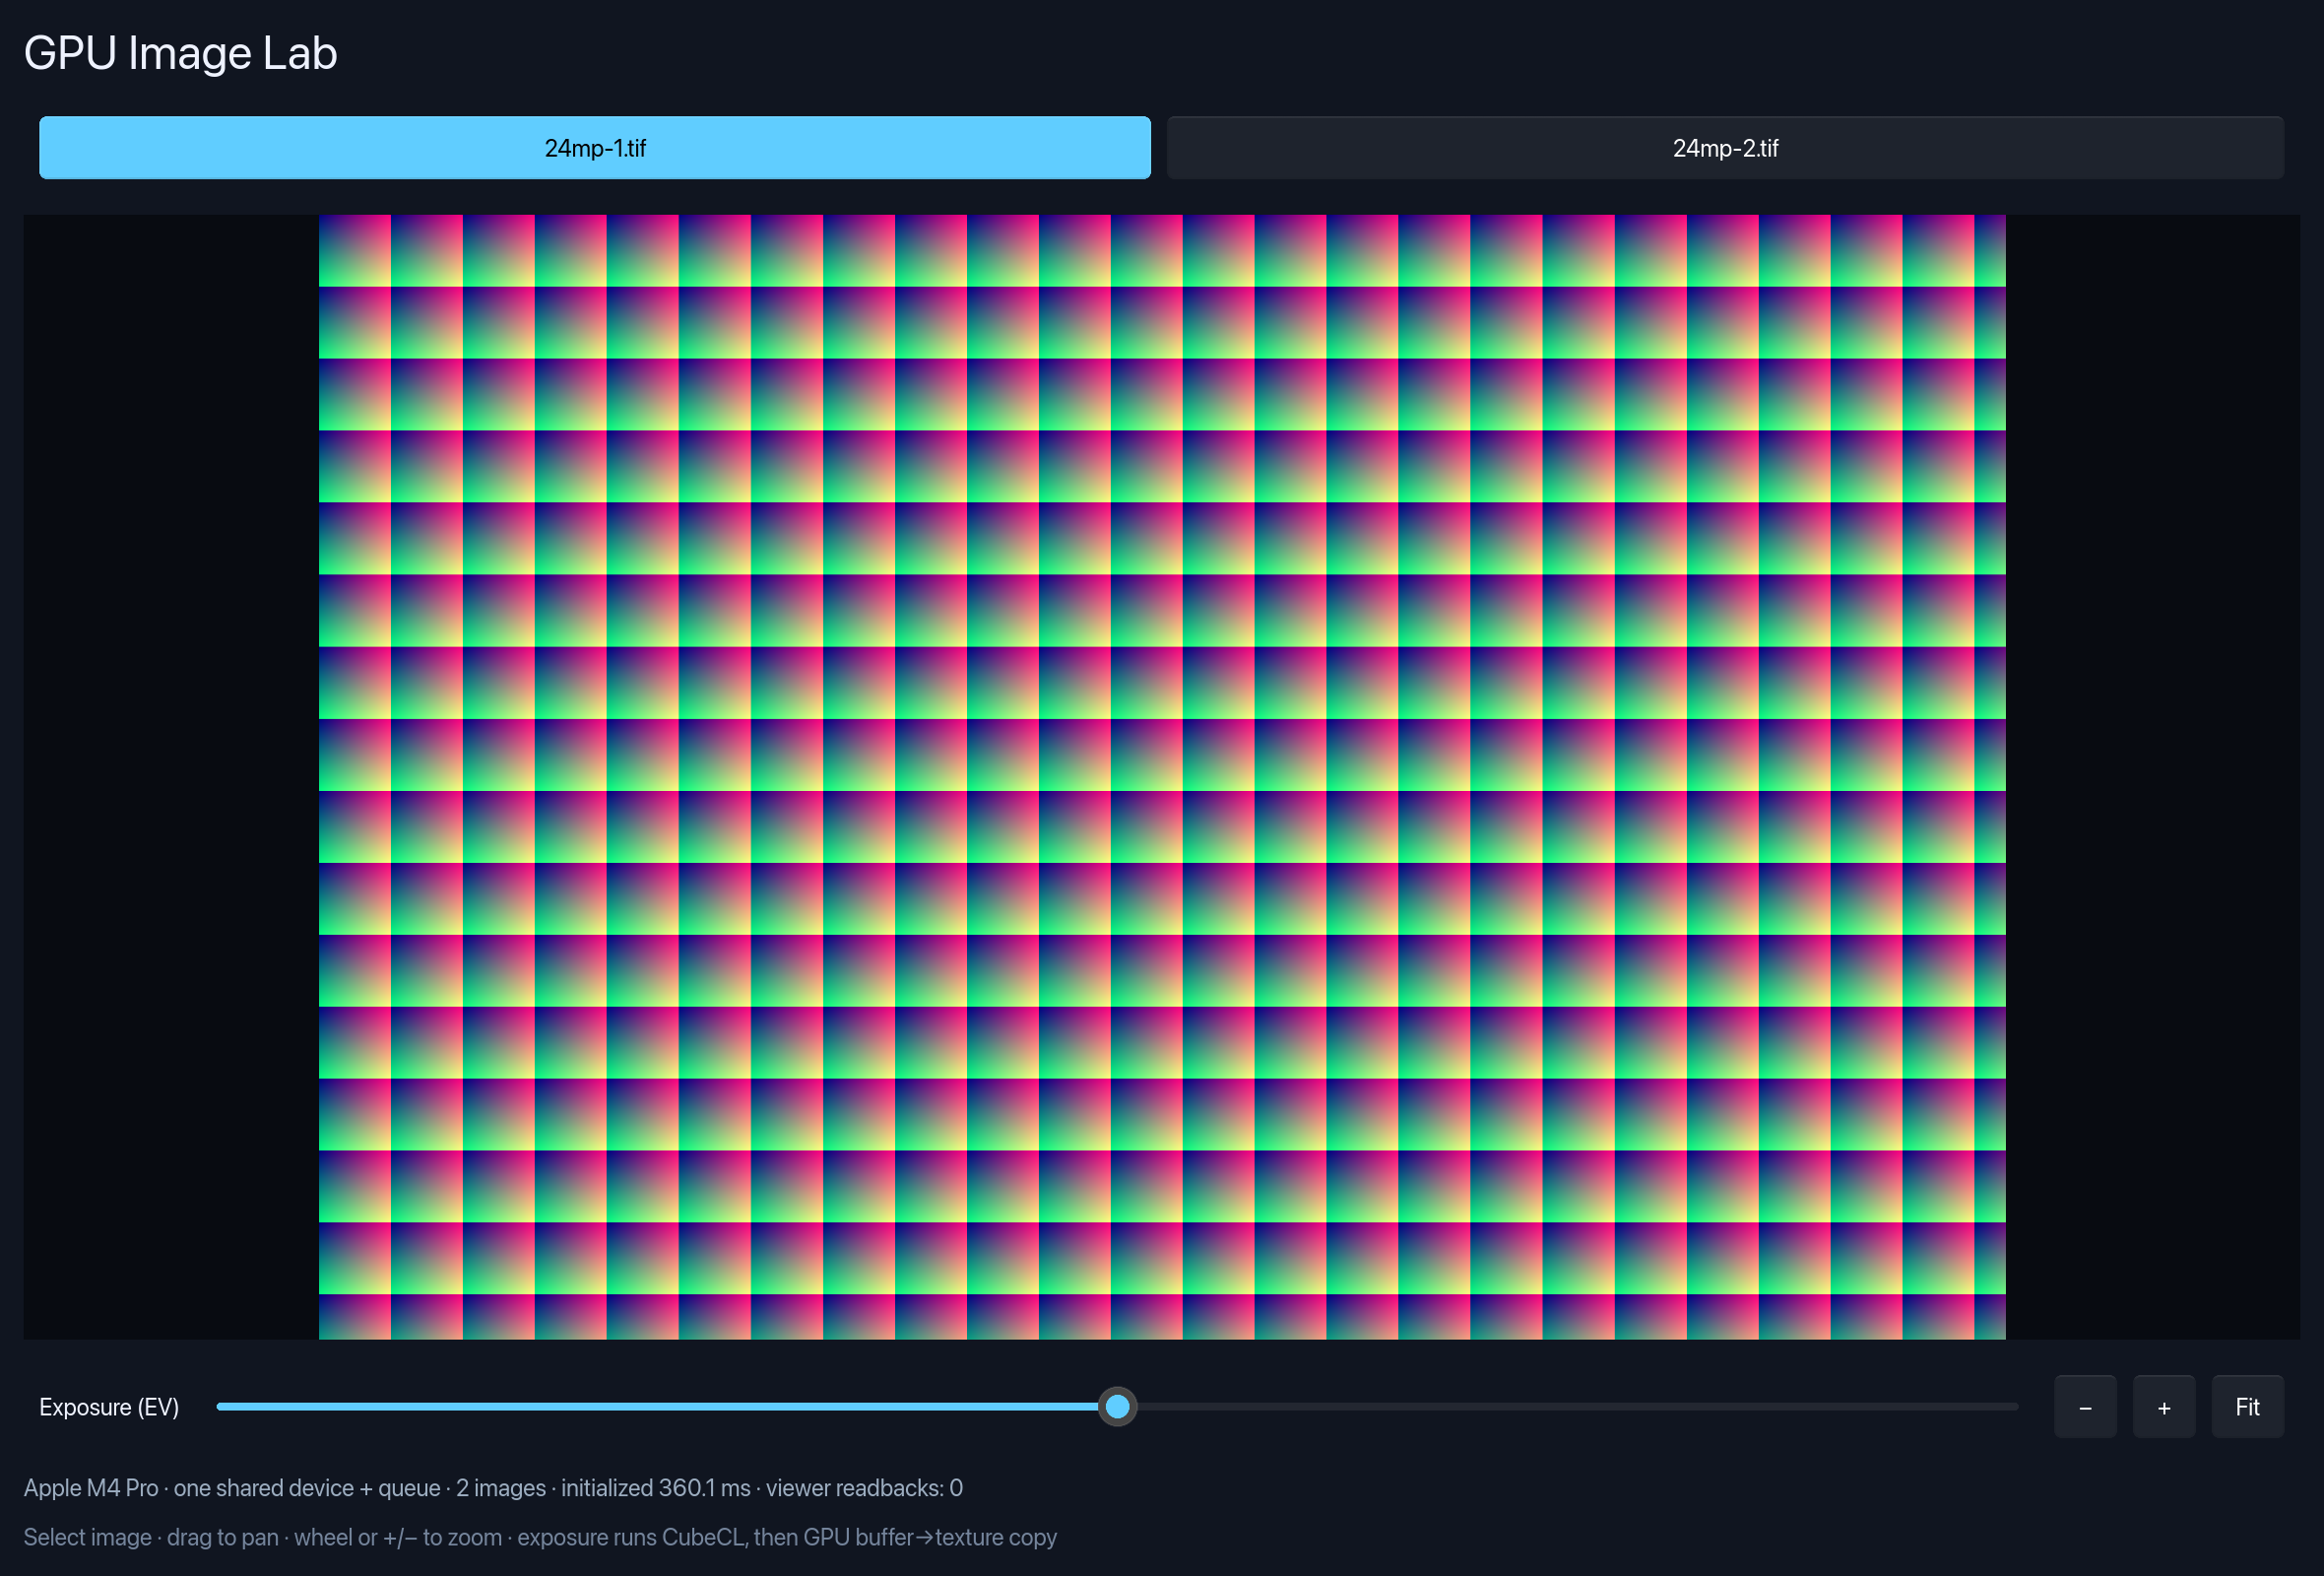 GPU Image Lab
24mp-1.tif
24mp-2.tif
Exposure (EV)
−
+
Fit
Apple M4 Pro · one shared device + queue · 2 images · initialized 360.1 ms · viewer readbacks: 0
Select image · drag to pan · wheel or +/− to zoom · exposure runs CubeCL, then GPU buffer→texture copy